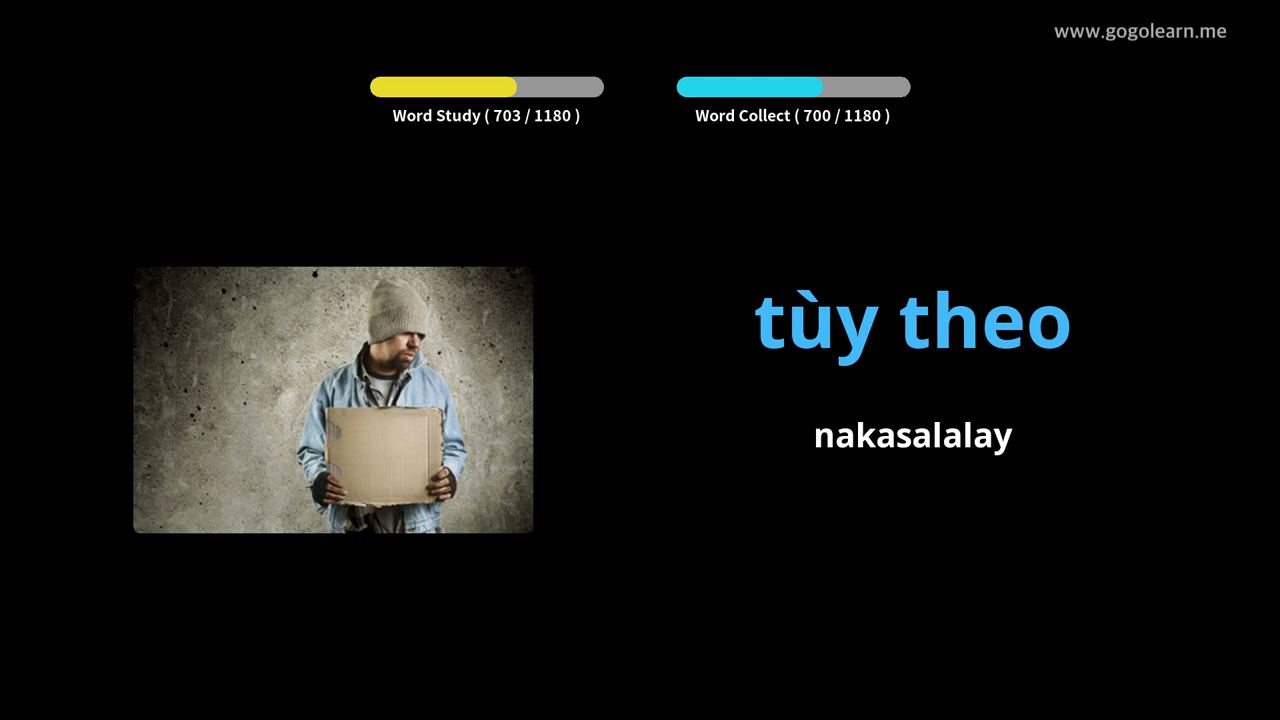 www.gogolearn.me
Word Study ( 703 / 1180 )
Word Collect ( 700 / 1180 )
tùy theo
nakasalalay